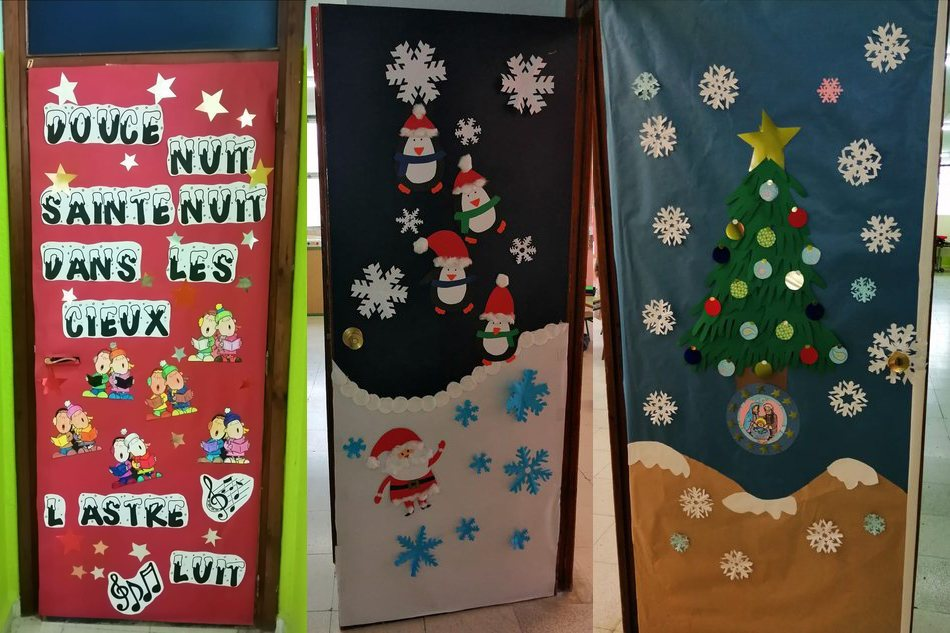 DOUCE
NUIT
SAINTE NUIT
DANS LES
CIEUX
L ASTRE
LUIT